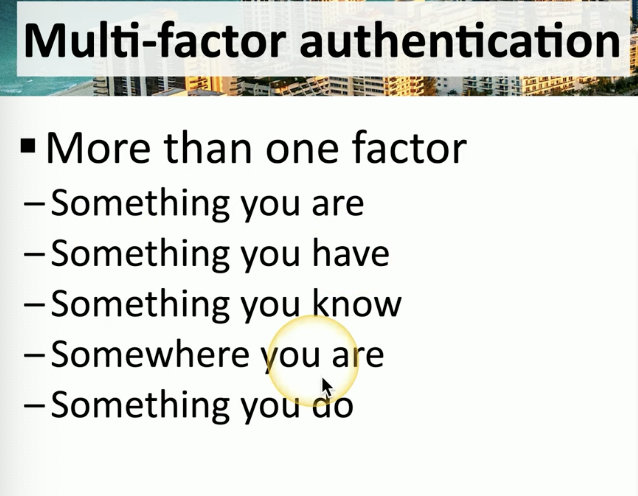 Multi-factor authentication
▪ More than one factor
– Something you are
– Something you have
– Something you know
– Somewhere you are
– Something you do